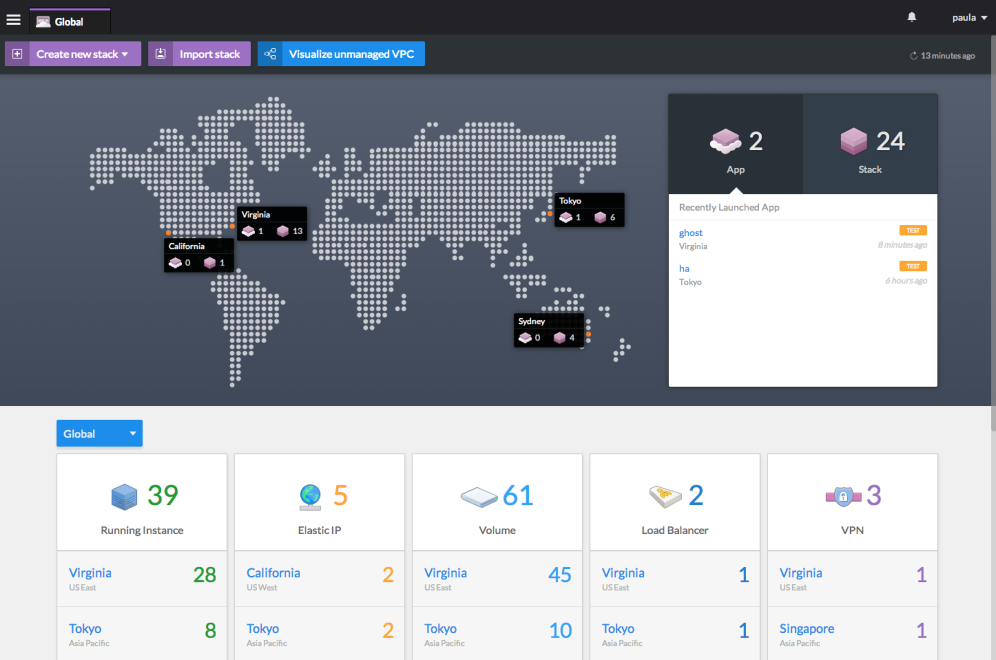 Global
paula
Create new stack
Import stack
Visualize unmanaged VPC
13 minutes ago
2
App
24
Stack
Recently Launched App
ghost
TEST
Virginia
8 minutes ago
ha
TEST
Tokyo
6 hours ago
Virginia
1 13
California
0 1
Tokyo
1 6
Sydney
0 4
Global
39
Running Instance
5
Elastic IP
61
Volume
2
Load Balancer
3
VPN
Virginia 28
US East
California 2
US West
Virginia 45
US East
Virginia 1
US East
Virginia 1
US East
Tokyo 8
Asia Pacific
Tokyo 2
Asia Pacific
Tokyo 10
Asia Pacific
Tokyo 1
Asia Pacific
Singapore 1
Asia Pacific